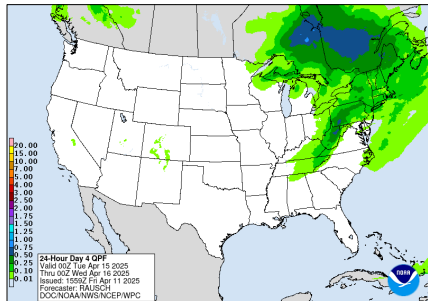 20.00
15.00
10.00
7.00
5.00
4.00
3.00
2.50
2.00
1.75
1.50
1.25
1.00
0.75
0.50
0.25
0.10
0.01
24-Hour Day 4 QPF
Valid 00Z Tue Apr 15 2025
Thru 00Z Wed Apr 16 2025
Issued: 1559Z Fri Apr 11 2025
Forecaster: RAUSCH
DOC/NOAA/NWS/NCEP/WPC
NOAA